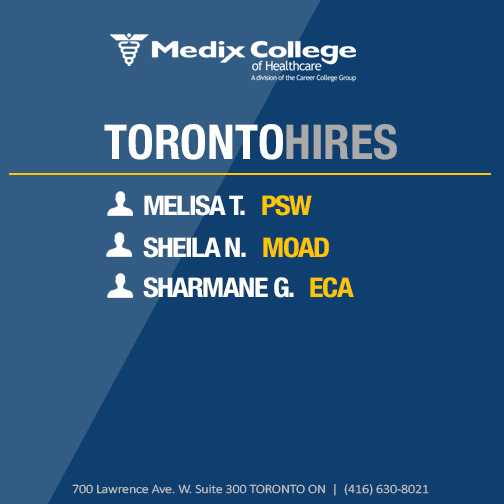 Medix College
of Healthcare
A division of the Career College Group
TORONTOHIRES
MELISA T. PSW
SHEILA N. MOAD
SHARMANE G. ECA
700 Lawrence Ave. W. Suite 300 TORONTO ON | (416) 630-8021